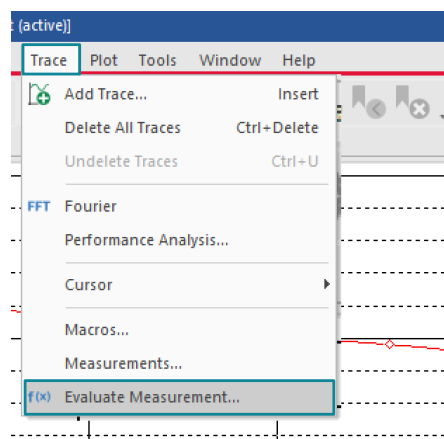 t (active)]
Trace Plot Tools Window Help
Add Trace... Insert
Delete All Traces Ctrl+Delete
Undelete Traces Ctrl+U
FFT Fourier
Performance Analysis...
Cursor
Macros...
Measurements...
f(x) Evaluate Measurement...